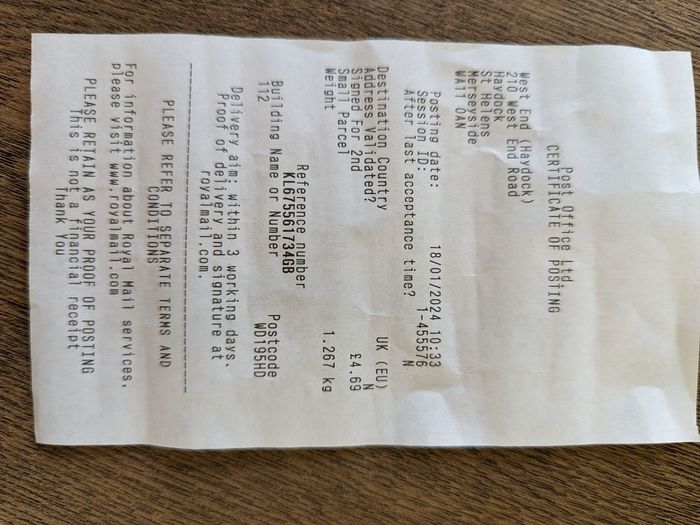 Post Office Ltd.
CERTIFICATE OF POSTING
West End (Haydock)
210 West End Road
Haydock
St Helens
Merseyside
WA11 0AN
Posting date: 18/01/2024 10:33
Session ID: 1-455576
After last acceptance time? N
Destination Country UK (EU)
Address Validated? N
Signed For 2nd £4.69
Small Parcel
Weight 1.267 kg
Reference number
KI675561734GB
Building Name or Number Postcode
112 WD195HD
Delivery aim: within 3 working days.
Proof of delivery and signature at
royalmail.com.
PLEASE REFER TO SEPARATE TERMS AND
CONDITIONS
For information about Royal Mail services,
please visit www.royalmail.com
PLEASE RETAIN AS YOUR PROOF OF POSTING
This is not a financial receipt
Thank You